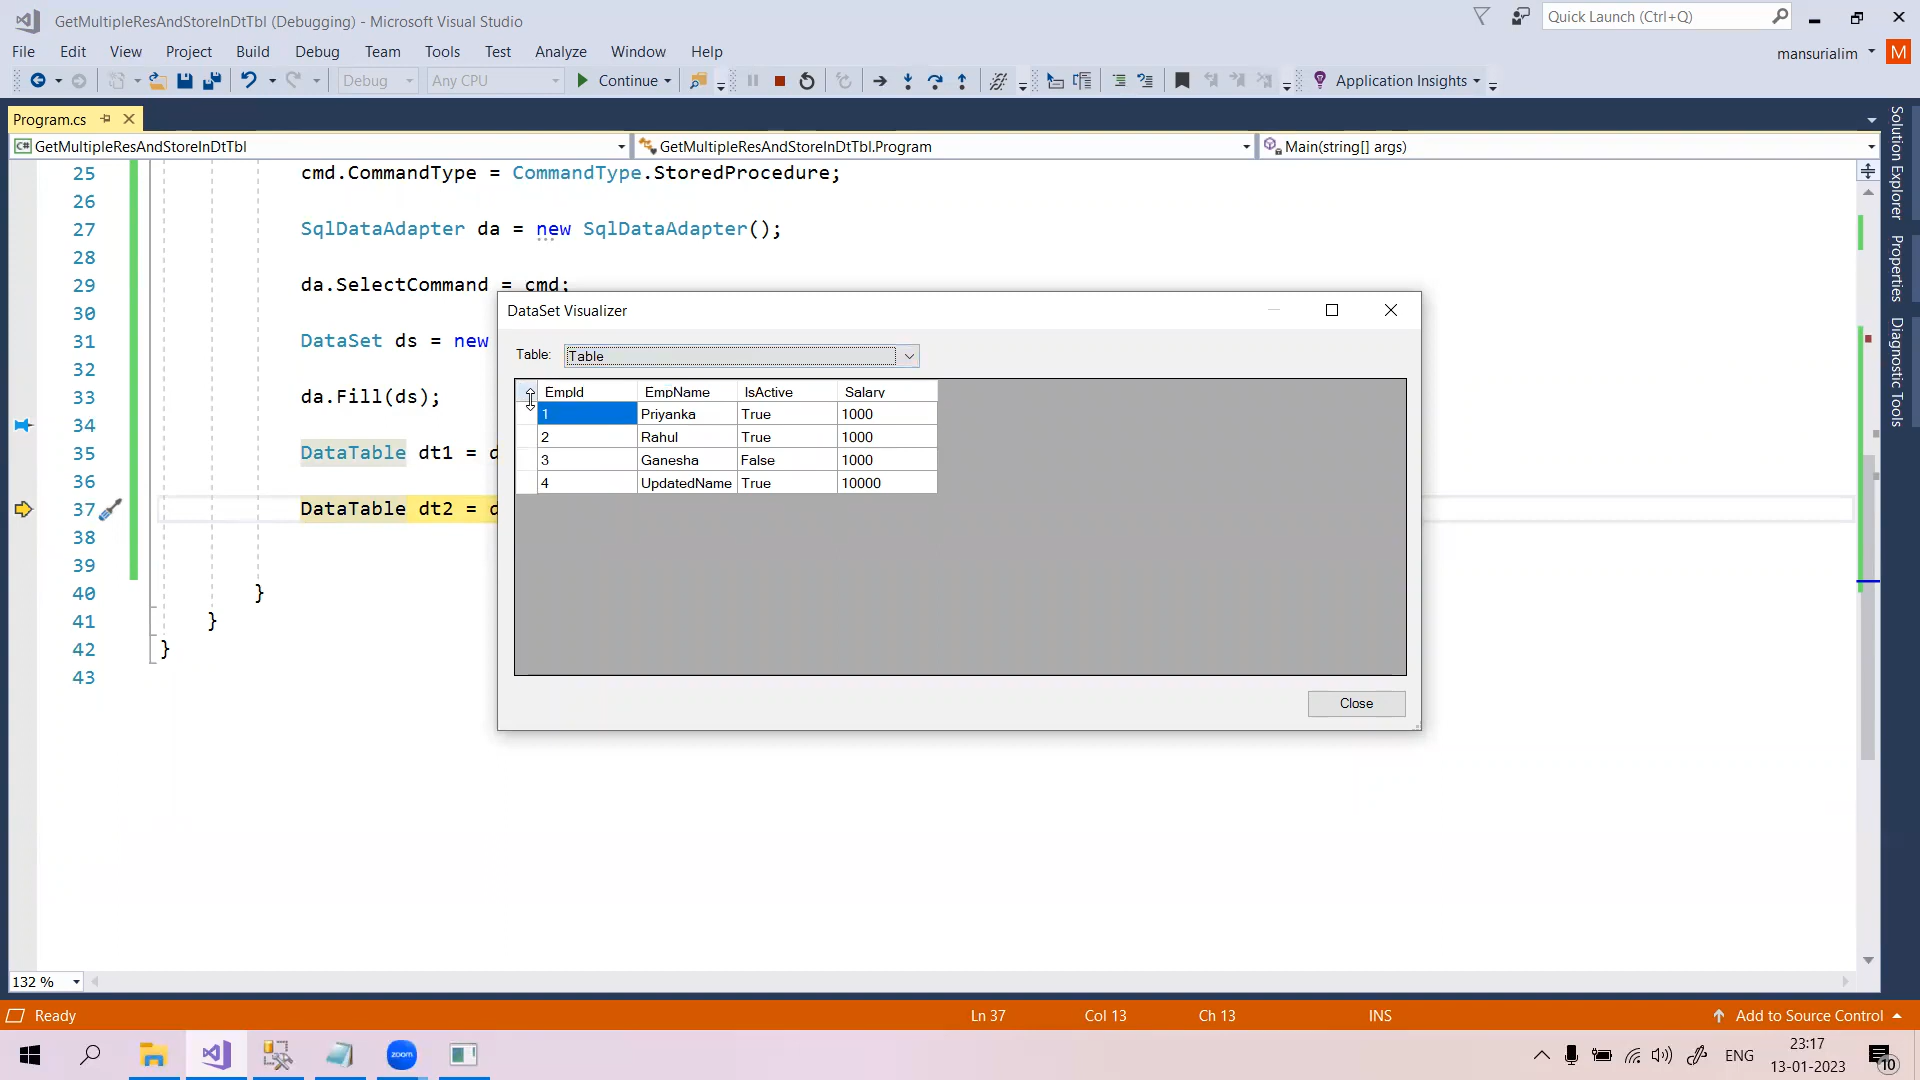 GetMultipleResAndStoreInDtTbl (Debugging) - Microsoft Visual Studio
Quick Launch (Ctrl+Q)
File Edit View Project Build Debug Team Tools Test Analyze Window Help
mansurialim M
Debug Any CPU Continue Application Insights
Program.cs
GetMultipleResAndStoreInDtTbl GetMultipleResAndStoreInDtTbl.Program Main(string[] args)
25 cmd.CommandType = CommandType.StoredProcedure;
26
27 SqlDataAdapter da = new SqlDataAdapter();
28
29 da.SelectCommand = cmd;
30
31 DataSet ds = new
32
33 da.Fill(ds);
34
35 DataTable dt1 = d
36
37 DataTable dt2 = d
38
39
40 }
41 }
42 }
43
DataSet Visualizer
Table: Table
EmpId EmpName IsActive Salary
1 Priyanka True 1000
2 Rahul True 1000
3 Ganesha False 1000
4 UpdatedName True 10000
Close
Solution Explorer
Properties
Diagnostic Tools
132 %
Ready Ln 37 Col 13 Ch 13 INS Add to Source Control
zoom
ENG
23:17
13-01-2023
10